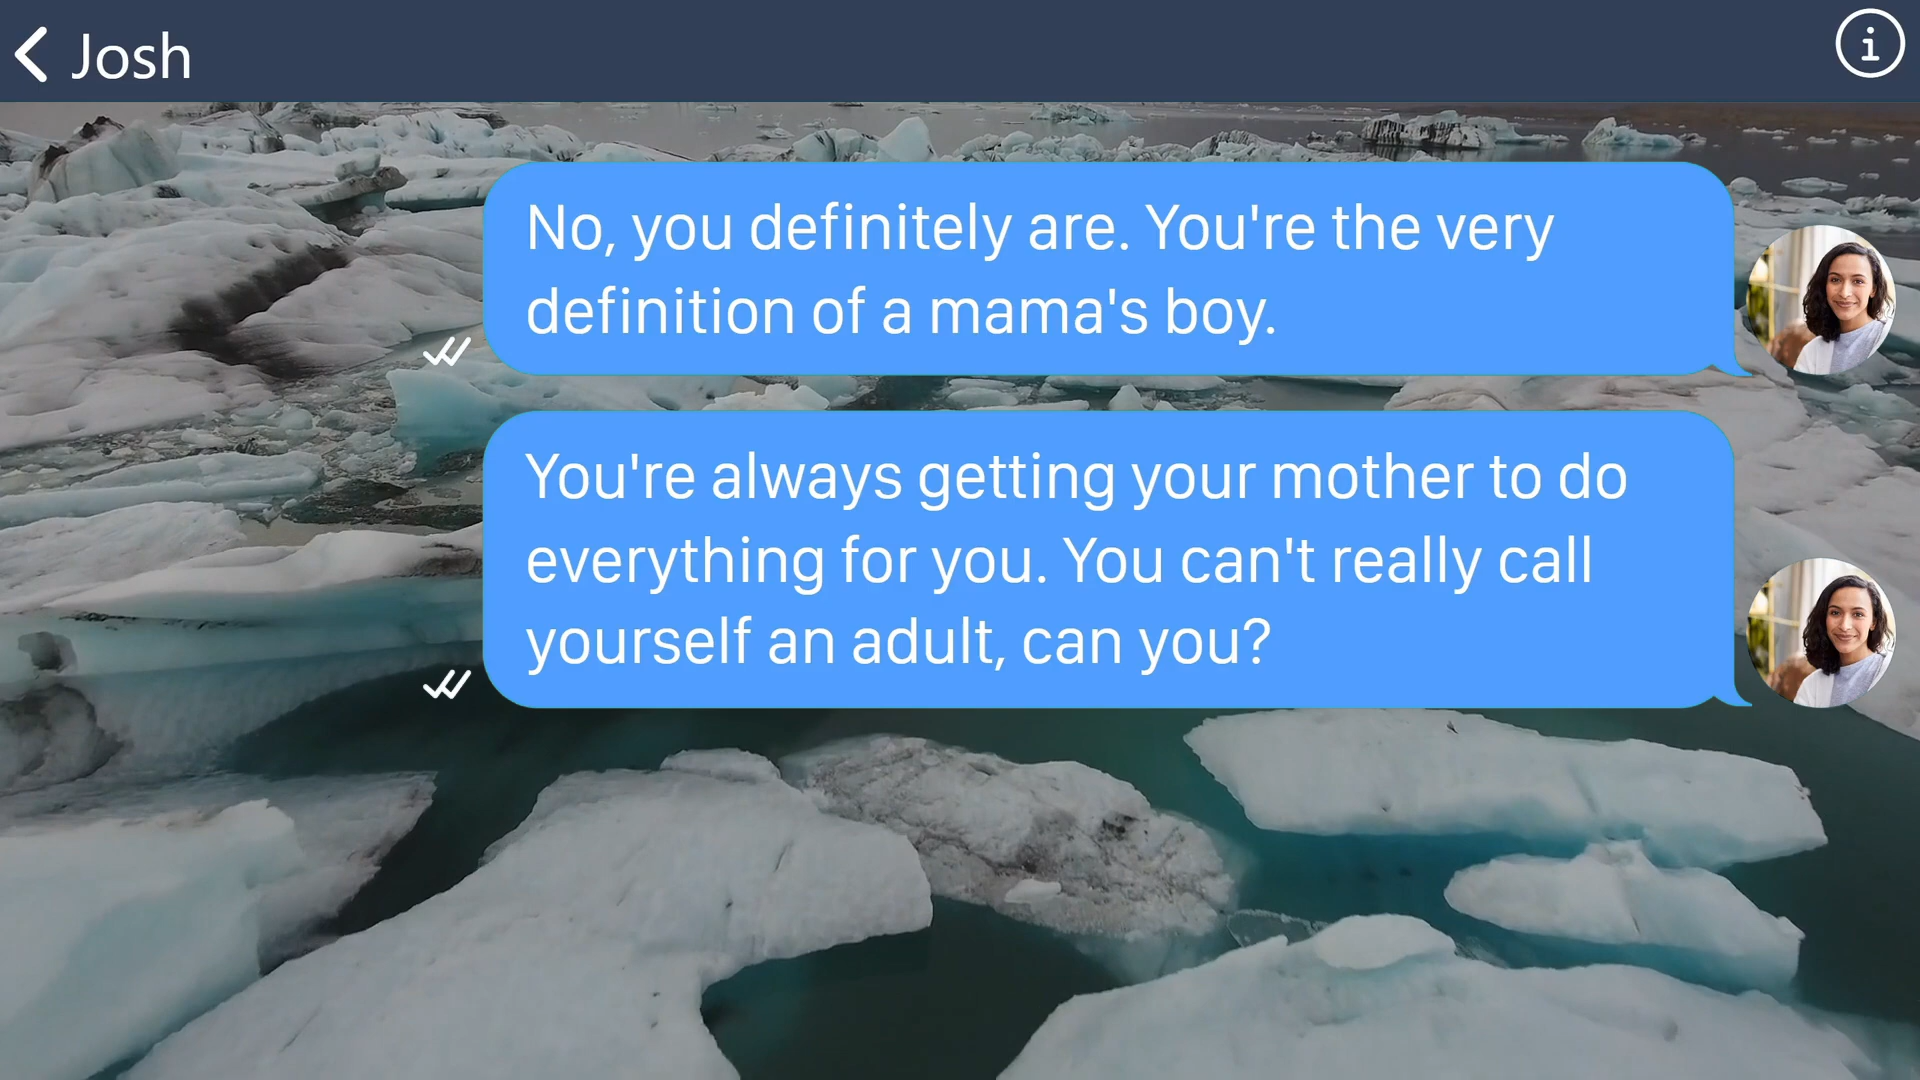 Josh
No, you definitely are. You're the very
definition of a mama's boy.
You're always getting your mother to do
everything for you. You can't really call
yourself an adult, can you?